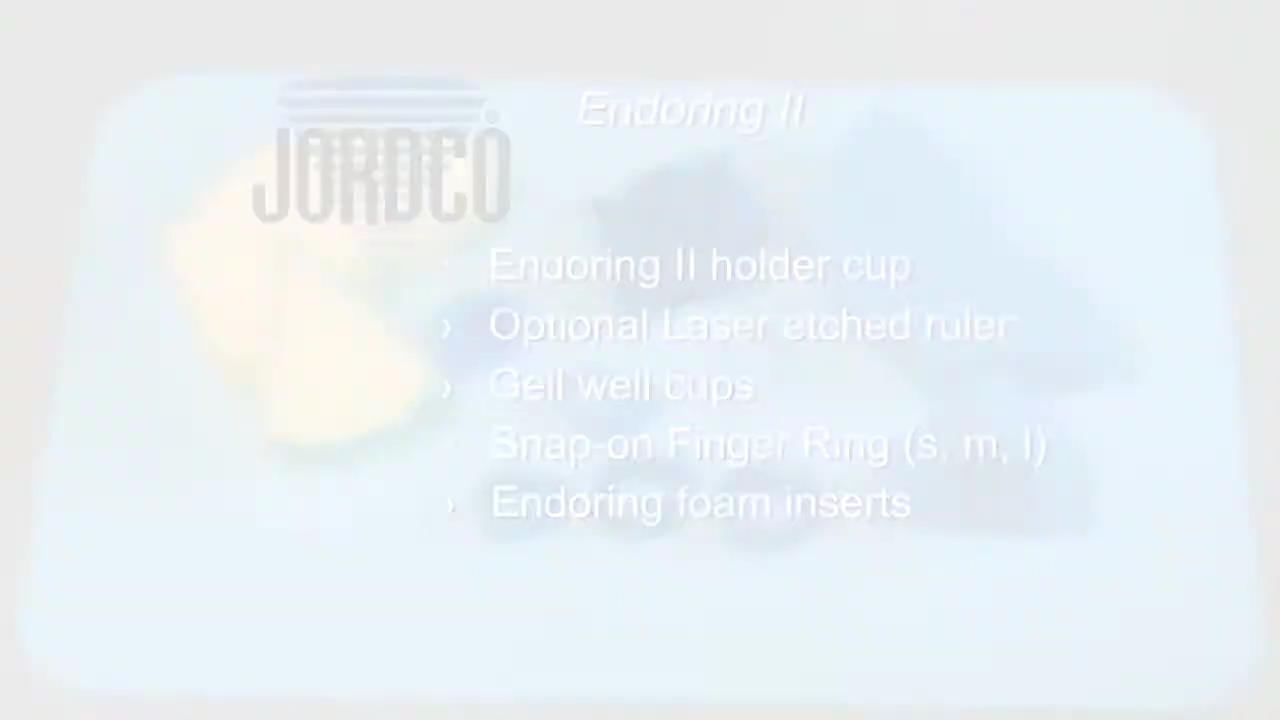 JORDCO
Endoring II
Endoring II holder cup
› Optional Laser etched ruler
› Gell well cups
Snap-on Finger Ring (s, m, l)
› Endoring foam inserts